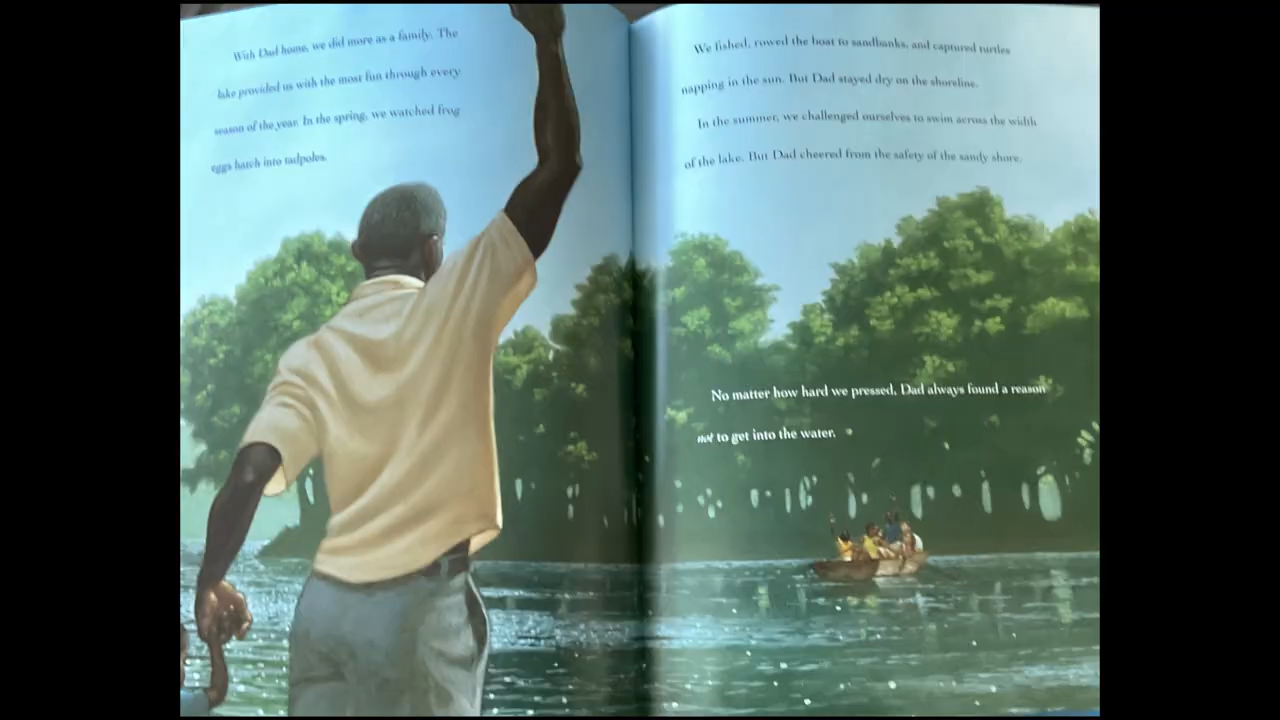 With Dad home, we did more as a family. The
lake provided us with the most fun through every
season of the year. In the spring, we watched frog
eggs hatch into tadpoles.
We fished, rowed the boat to sandbanks, and captured turtles
napping in the sun. But Dad stayed dry on the shoreline.
In the summer, we challenged ourselves to swim across the width
of the lake. But Dad cheered from the safety of the sandy shore.
No matter how hard we pressed, Dad always found a reason
not to get into the water.